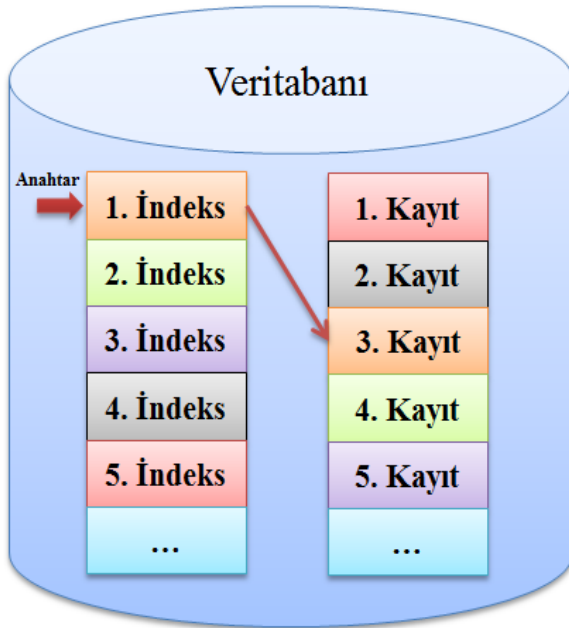 Veritabanı
Anahtar
1. İndeks
2. İndeks
3. İndeks
4. İndeks
5. İndeks
...
1. Kayıt
2. Kayıt
3. Kayıt
4. Kayıt
5. Kayıt
...